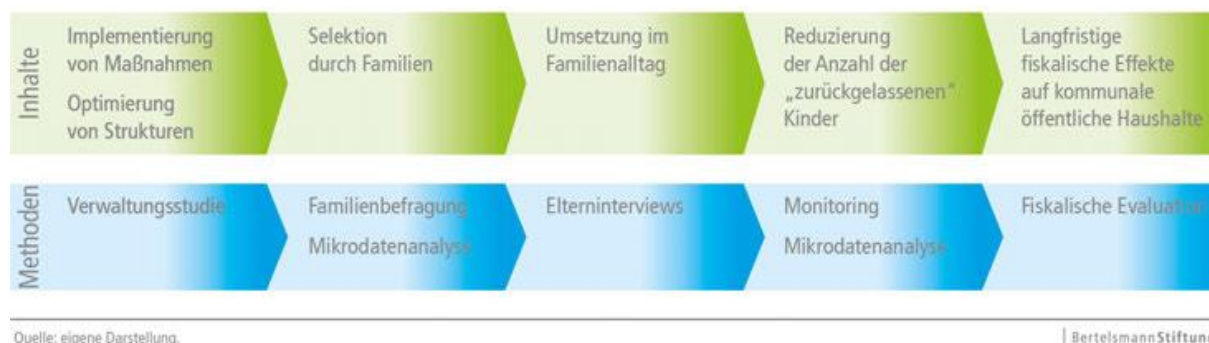 Inhalte
Implementierung
von Maßnahmen
Optimierung
von Strukturen
Selektion
durch Familien
Umsetzung im
Familienalltag
Reduzierung
der Anzahl der
„zurückgelassenen“
Kinder
Langfristige
fiskalische Effekte
auf kommunale
öffentliche Haushalte
Methoden
Verwaltungsstudie
Familienbefragung
Mikrodatenanalyse
Elterninterviews
Monitoring
Mikrodatenanalyse
Fiskalische Evaluation
Quelle: eigene Darstellung.
BertelsmannStiftung